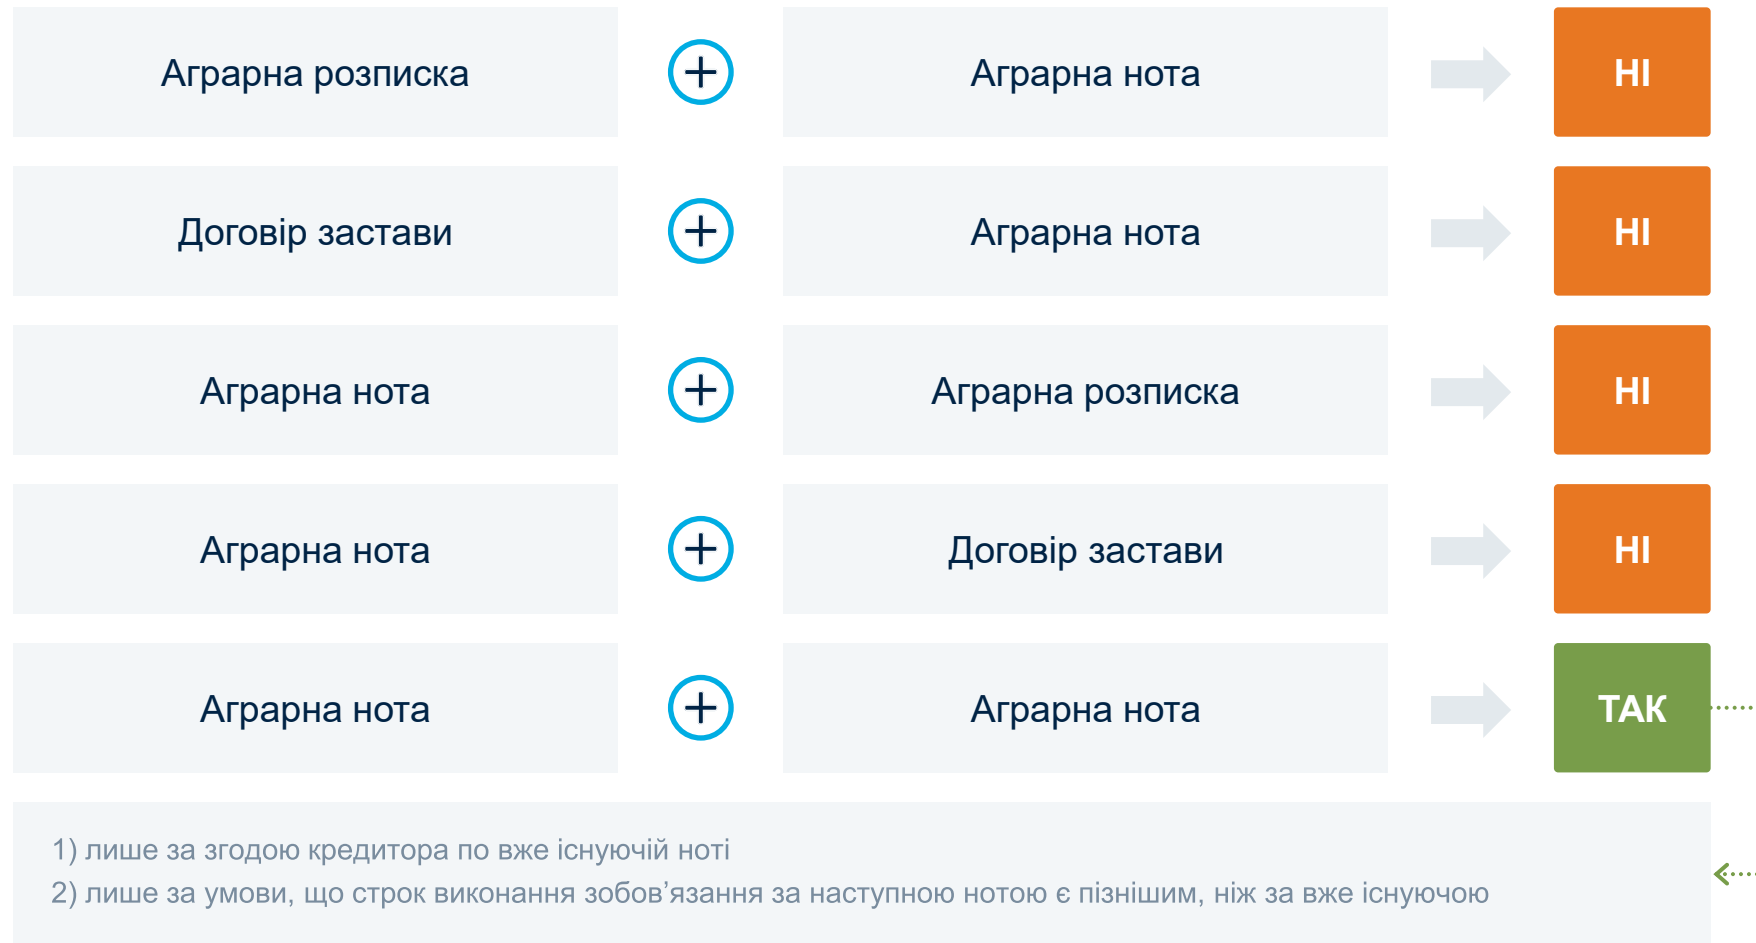 Аграрна розписка + Аграрна нота НІ
Договір застави + Аграрна нота НІ
Аграрна нота + Аграрна розписка НІ
Аграрна нота + Договір застави НІ
Аграрна нота + Аграрна нота ТАК
1) лише за згодою кредитора по вже існуючій ноті
2) лише за умови, що строк виконання зобов’язання за наступною нотою є пізнішим, ніж за вже існуючою